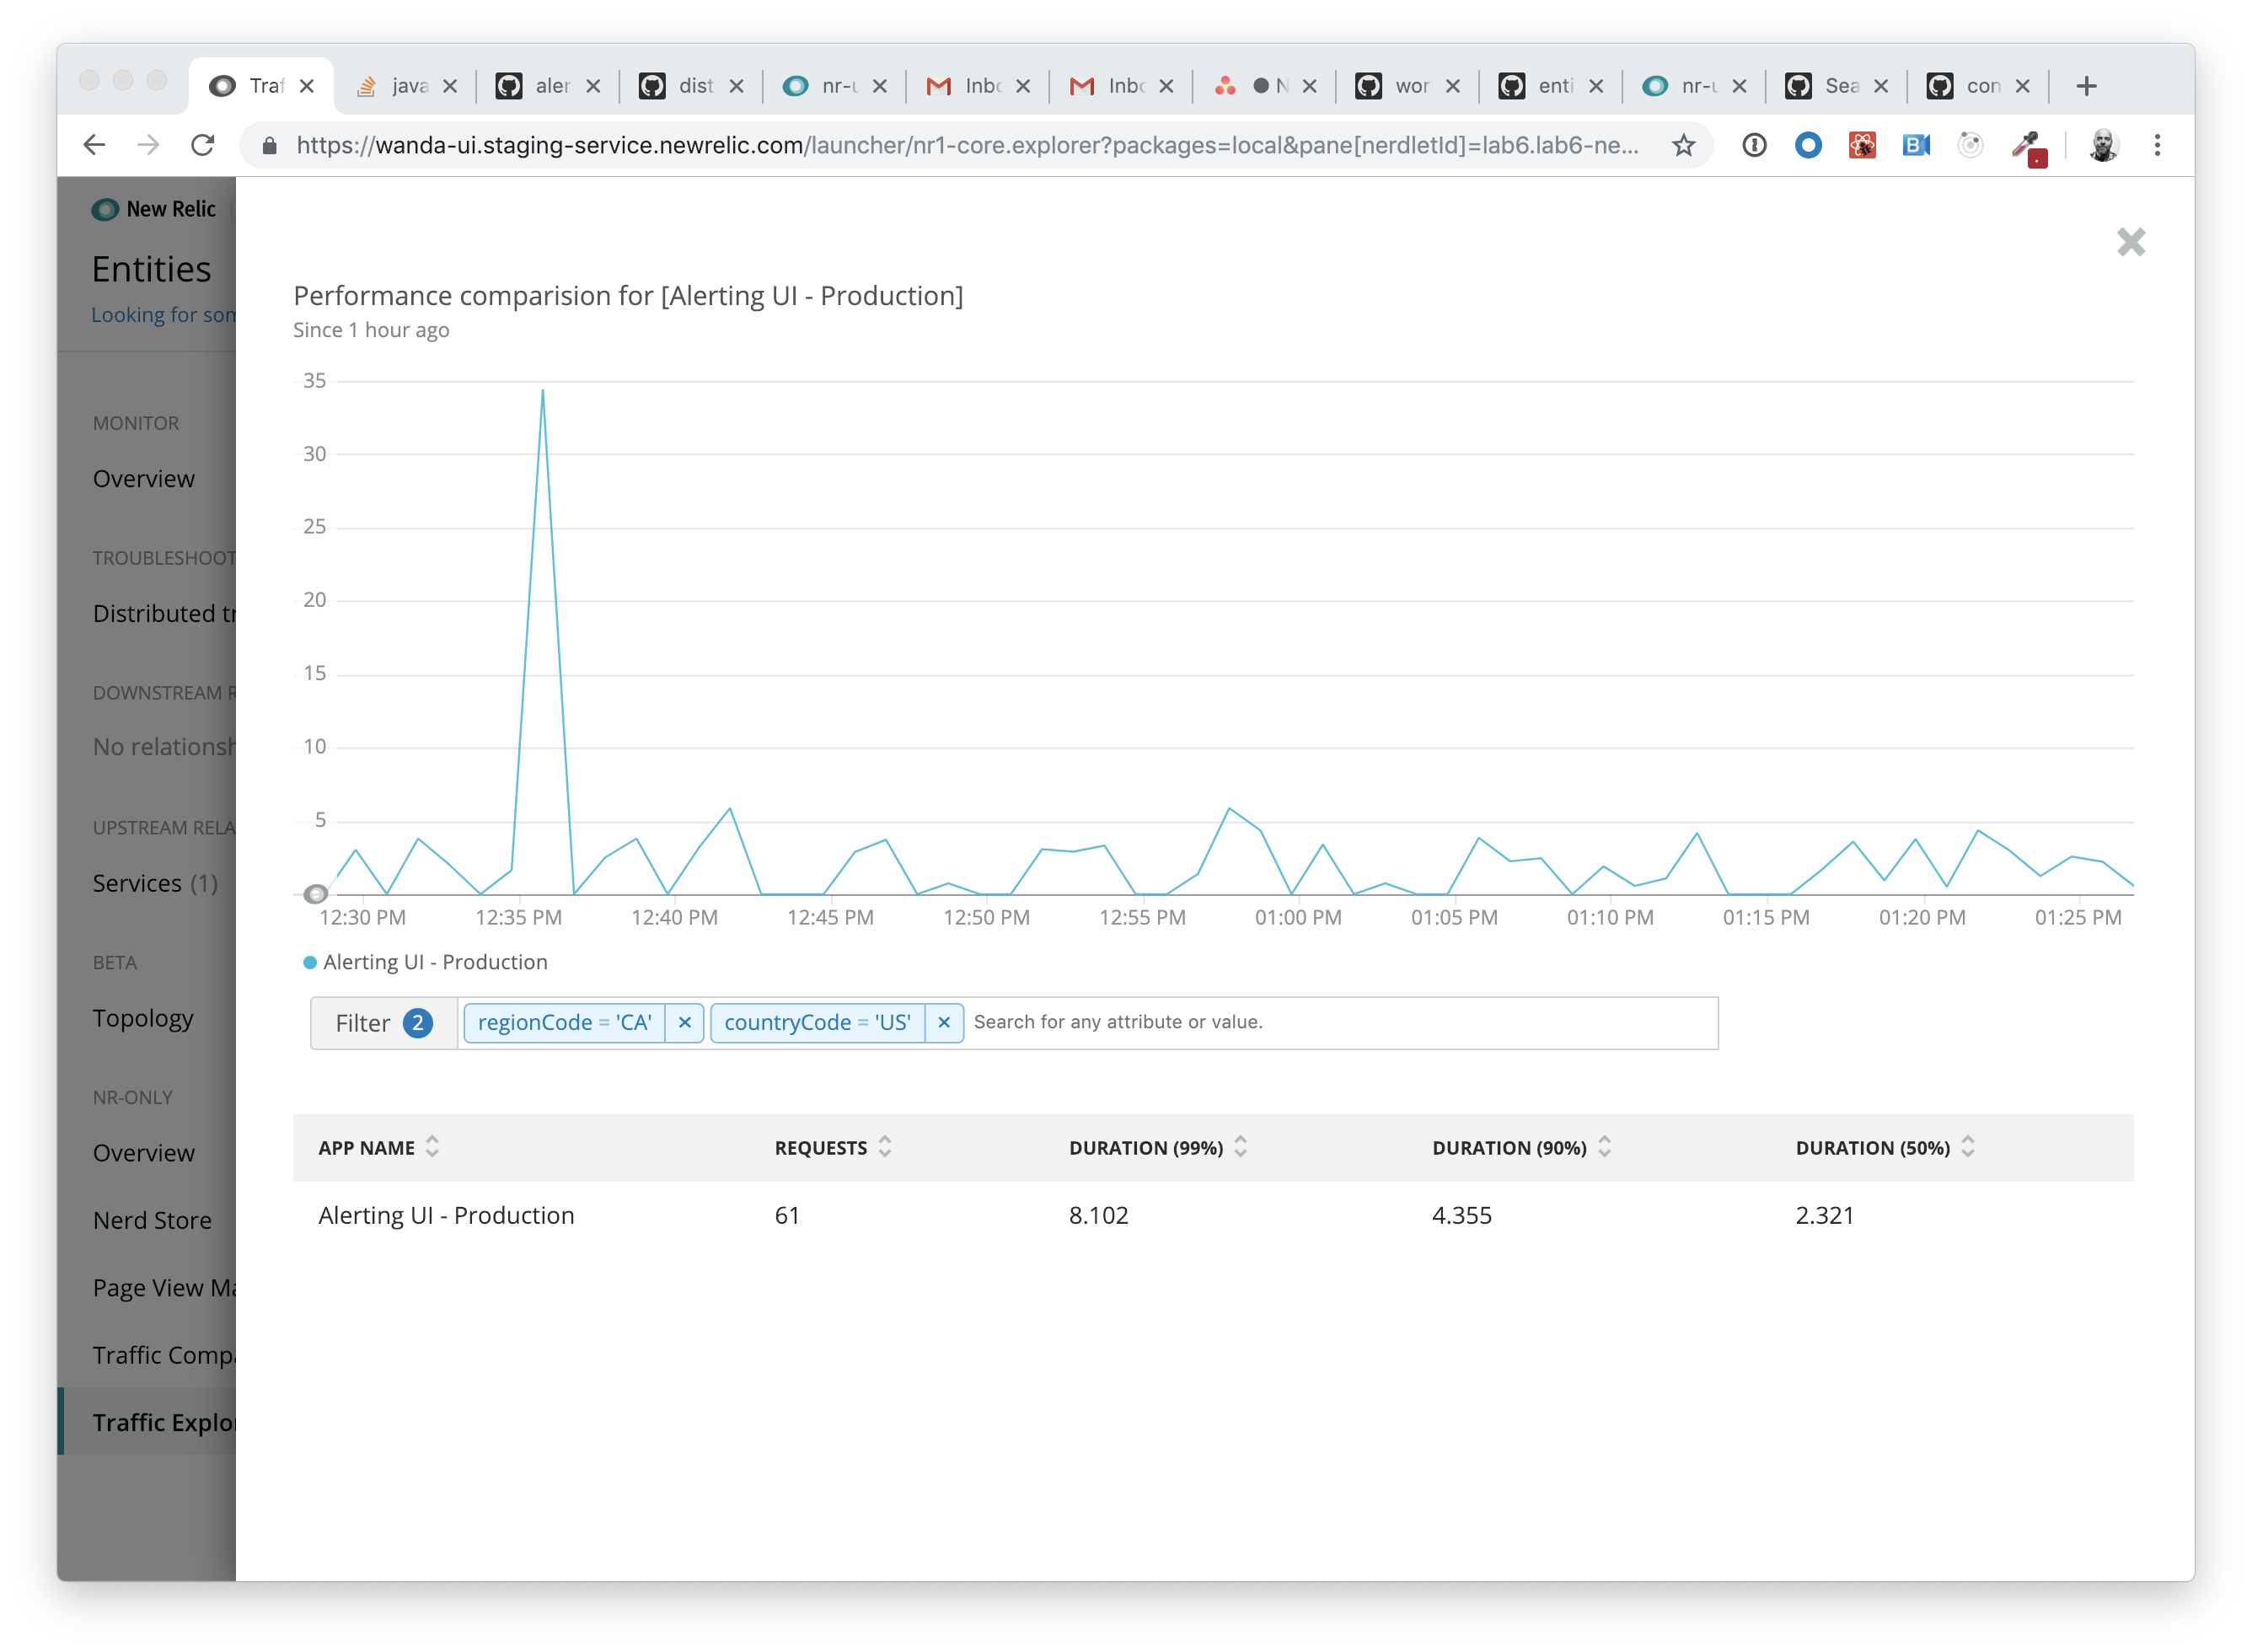 Traf
java
aler
dist
nr-u
Inbo
Inbo
N
wor
enti
nr-u
Sea
con
https://wanda-ui.staging-service.newrelic.com/launcher/nr1-core.explorer?packages=local&pane[nerdletId]=lab6.lab6-ne...
New Relic
Entities
Looking for som
MONITOR
Overview
TROUBLESHOOT
Distributed tr
DOWNSTREAM R
No relationsh
UPSTREAM RELA
Services (1)
BETA
Topology
NR-ONLY
Overview
Nerd Store
Page View Ma
Traffic Compa
Traffic Explor
Performance comparision for [Alerting UI - Production]
Since 1 hour ago
35
30
25
20
15
10
5
12:30 PM 12:35 PM 12:40 PM 12:45 PM 12:50 PM 12:55 PM 01:00 PM 01:05 PM 01:10 PM 01:15 PM 01:20 PM 01:25 PM
Alerting UI - Production
Filter 2 regionCode = 'CA' countryCode = 'US' Search for any attribute or value.
APP NAME REQUESTS DURATION (99%) DURATION (90%) DURATION (50%)
Alerting UI - Production 61 8.102 4.355 2.321